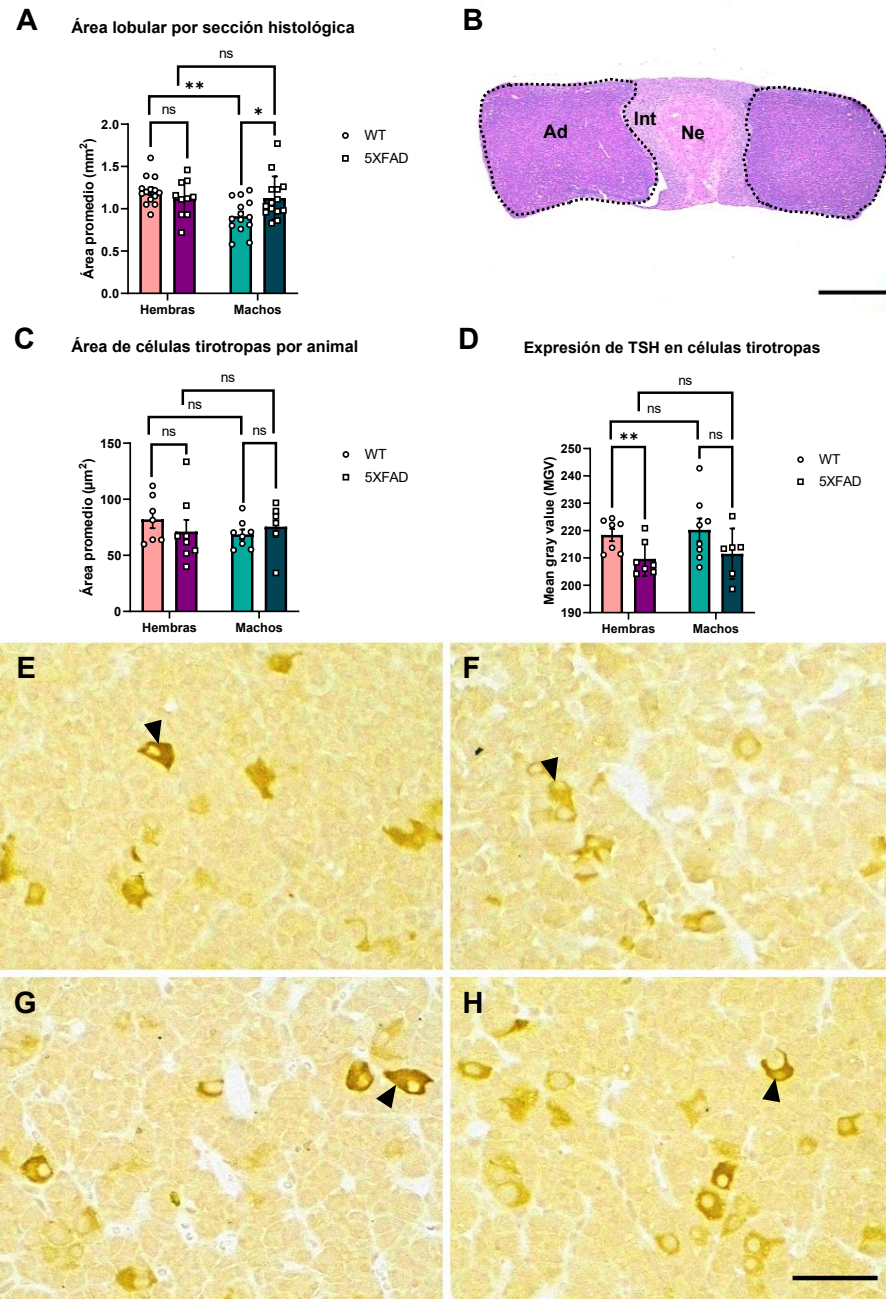 A
Área lobular por sección histológica
ns
**
ns
*
Área promedio (mm²)
2.0
1.5
1.0
0.5
0.0
Hembras
Machos
WT
5XFAD
B
Ad
Int
Ne
C
Área de células tirotropas por animal
ns
ns
ns
ns
Área promedio (µm²)
150
100
50
0
Hembras
Machos
WT
5XFAD
D
Expresión de TSH en células tirotropas
ns
ns
**
ns
Mean gray value (MGV)
250
240
230
220
210
200
190
Hembras
Machos
WT
5XFAD
E
F
G
H